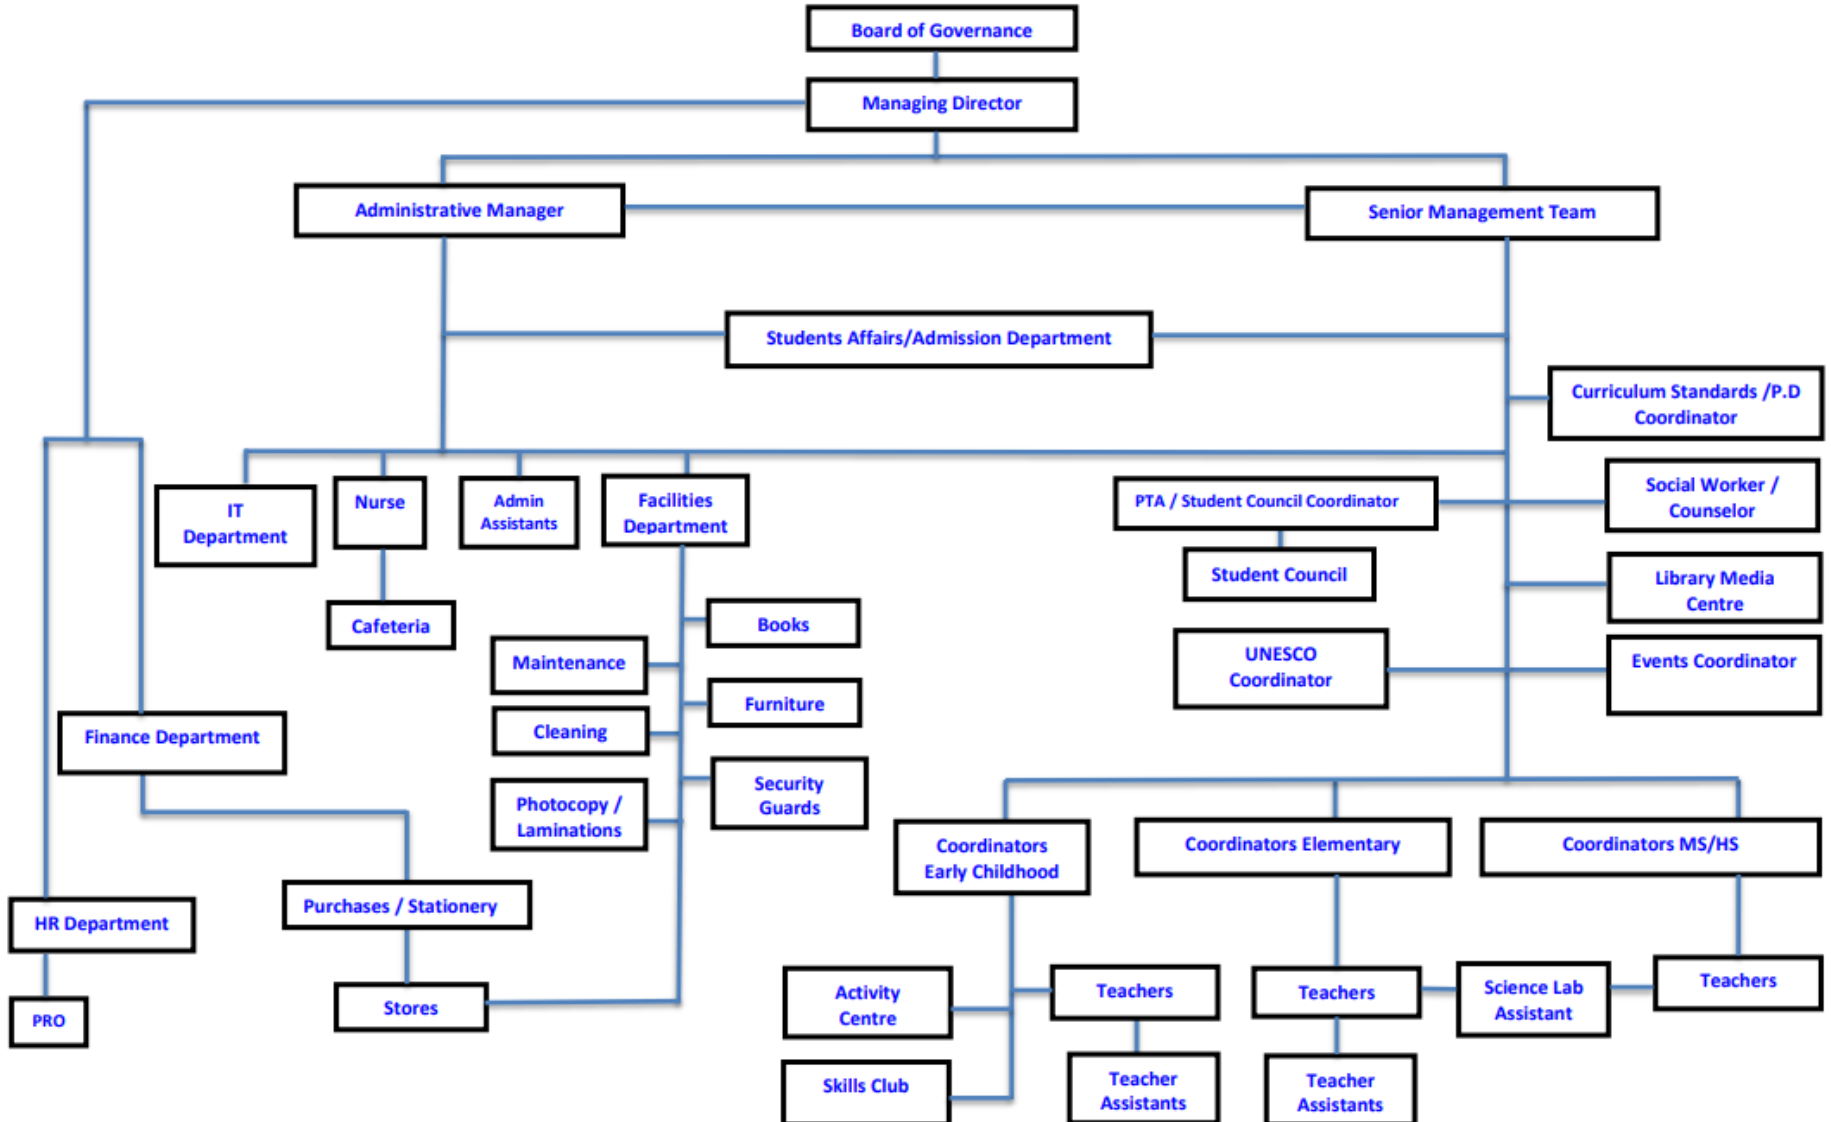 Board of Governance
Managing Director
Administrative Manager
Senior Management Team
Students Affairs/Admission Department
Curriculum Standards /P.D
Coordinator
IT
Department
Nurse
Admin
Assistants
Facilities
Department
PTA / Student Council Coordinator
Social Worker /
Counselor
Student Council
Library Media
Centre
Cafeteria
Books
Maintenance
UNESCO
Coordinator
Events Coordinator
Furniture
Cleaning
Finance Department
Security
Guards
Photocopy /
Laminations
Coordinators
Early Childhood
Coordinators Elementary
Coordinators MS/HS
HR Department
Purchases / Stationery
Activity
Centre
Teachers
Teachers
Science Lab
Assistant
Teachers
Stores
PRO
Skills Club
Teacher
Assistants
Teacher
Assistants